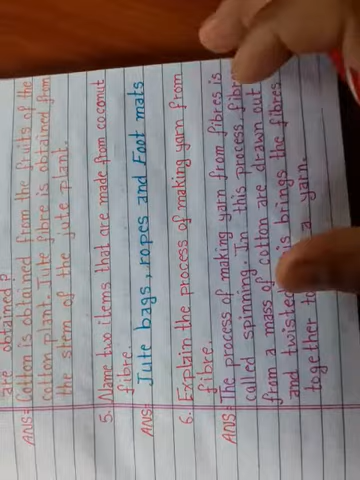 are obtained?
Ans= Cotton is obtained from the fruits of the
cotton plant. Jute fibre is obtained from
the stem of the jute plant.
5. Name two items that are made from coconut
fibre.
Ans= Jute bags, ropes and Foot mats
6. Explain the process of making yarn from
fibre.
Ans= The process of making yarn from fibres is
called spinning. In this process, fibre
from a mass of cotton are drawn out
and twisted is brings the fibres
together to a yarn.